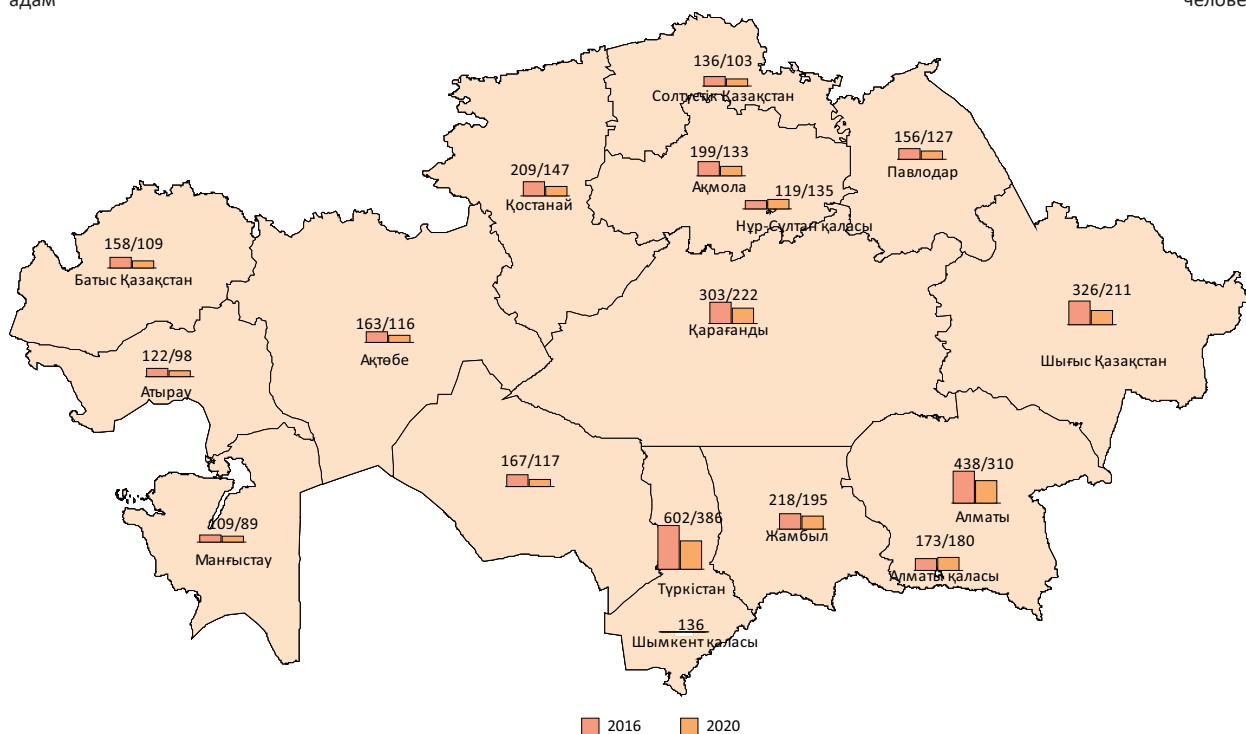 адам
челове
136/103
Солтүстік Қазақстан
156/127
Павлодар
199/133
Ақмола
209/147
Қостанай
119/135
Нұр-Сұлтан қаласы
158/109
Батыс Қазақстан
303/222
Қарағанды
326/211
Шығыс Қазақстан
163/116
Ақтөбе
122/98
Атырау
167/117
438/310
Алматы
218/195
Жамбыл
602/386
Түркістан
109/89
Манғыстау
173/180
Алматы қаласы
136
Шымкент қаласы
2016
2020